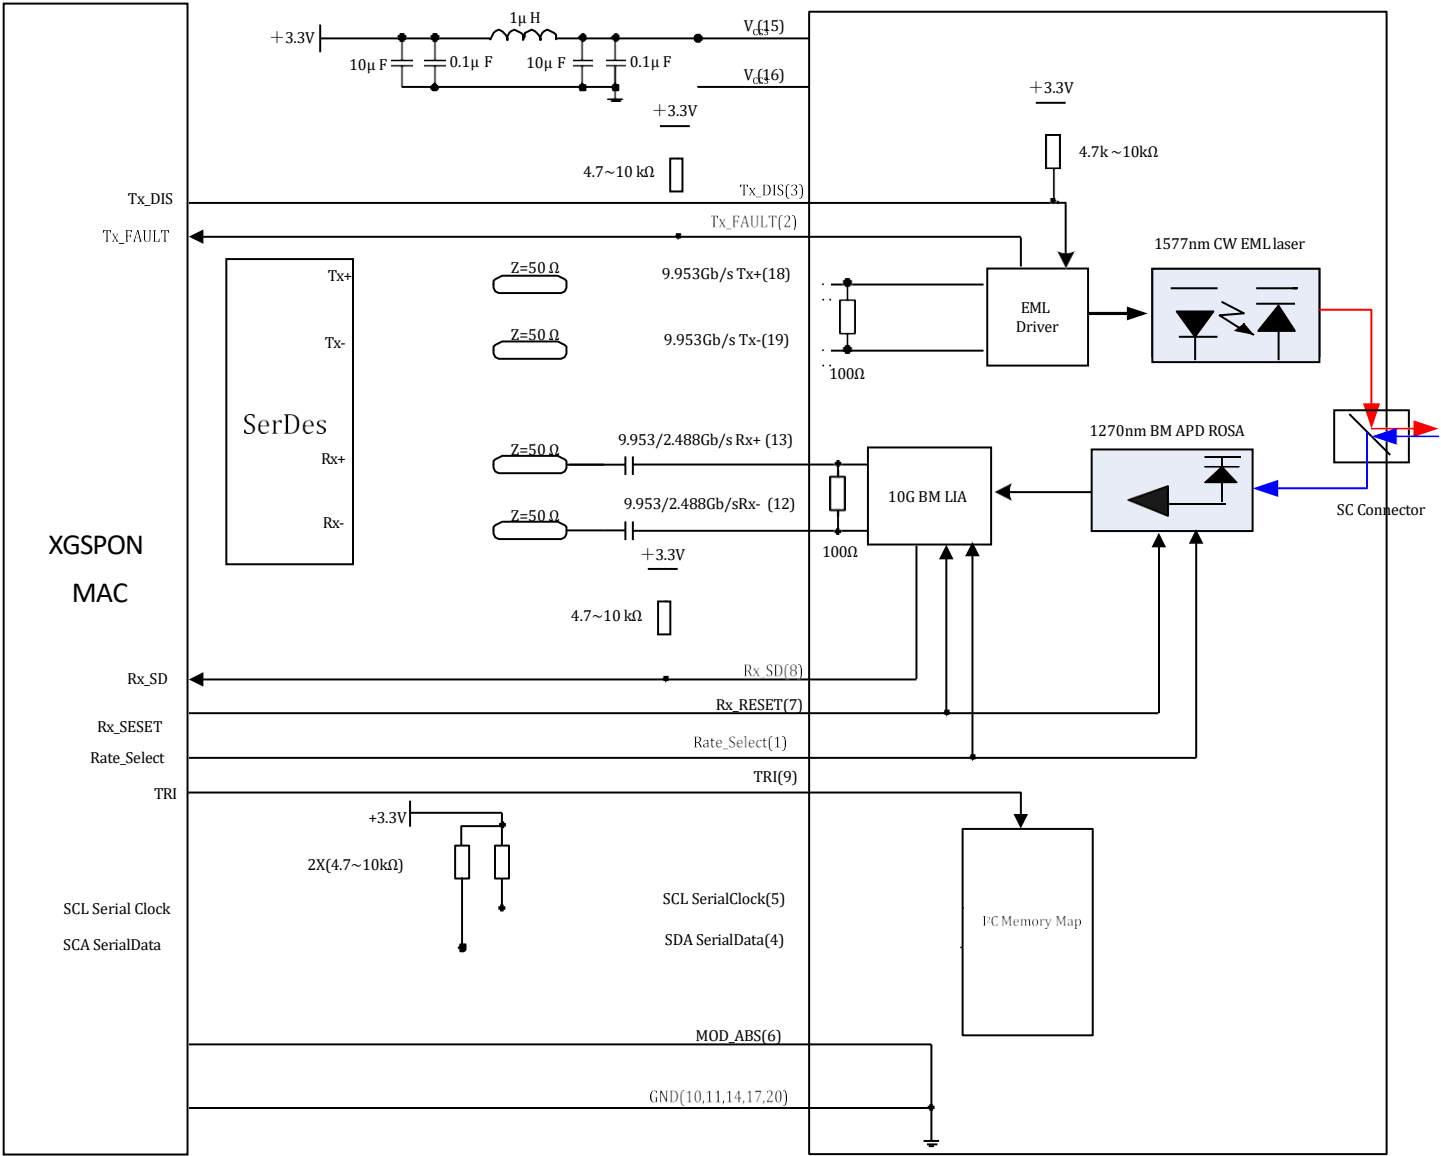 1μ H
+3.3V
10μ F
0.1μ F
10μ F
0.1μ F
VCC3(15)
VCC3(16)
+3.3V
4.7~10 kΩ
+3.3V
4.7k ~10kΩ
Tx_DIS
Tx_DIS(3)
Tx_FAULT
Tx_FAULT(2)
1577nm CW EML laser
Tx+
Z=50 Ω
9.953Gb/s Tx+(18)
EML
Driver
Tx-
Z=50 Ω
9.953Gb/s Tx-(19)
100Ω
SerDes
Rx+
Z=50 Ω
9.953/2.488Gb/s Rx+ (13)
1270nm BM APD ROSA
10G BM LIA
Rx-
Z=50 Ω
9.953/2.488Gb/sRx- (12)
SC Connector
XGSPON
MAC
+3.3V
100Ω
4.7~10 kΩ
Rx_SD
Rx_SD(8)
Rx_SESET
Rx_RESET(7)
Rate_Select
Rate_Select(1)
TRI
TRI(9)
+3.3V
2X(4.7~10kΩ)
SCL Serial Clock
SCL SerialClock(5)
I²C Memory Map
SCA SerialData
SDA SerialData(4)
MOD_ABS(6)
GND(10,11,14,17,20)